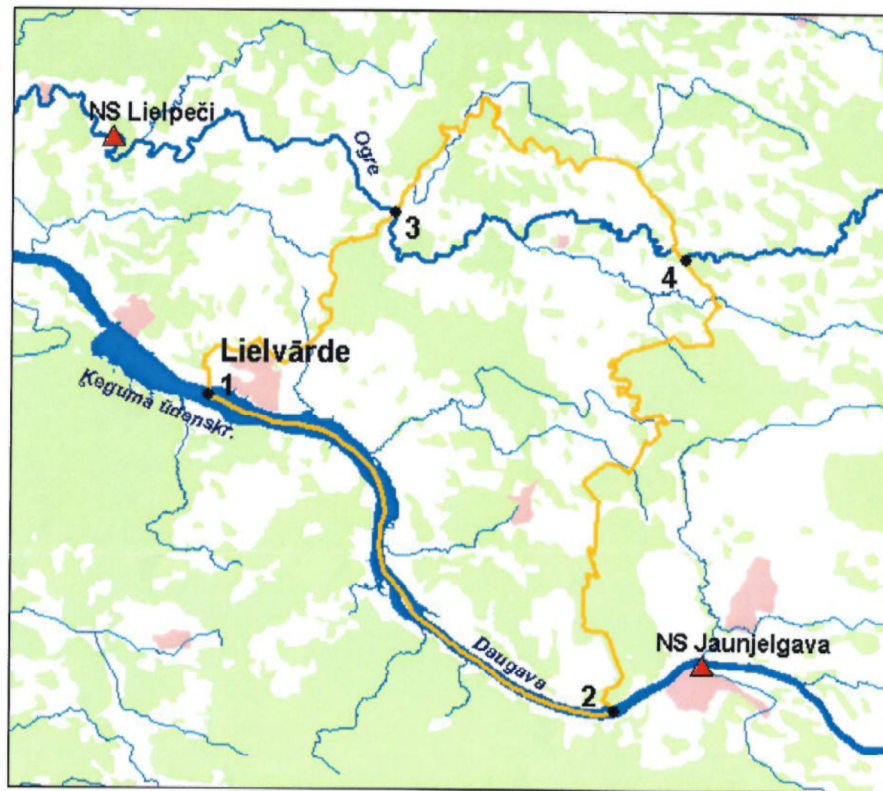 NS Lielpeči
Ogre
3
4
Lielvārde
1
Ķeguma ūdenskr.
Daugava
NS Jaunjelgava
2